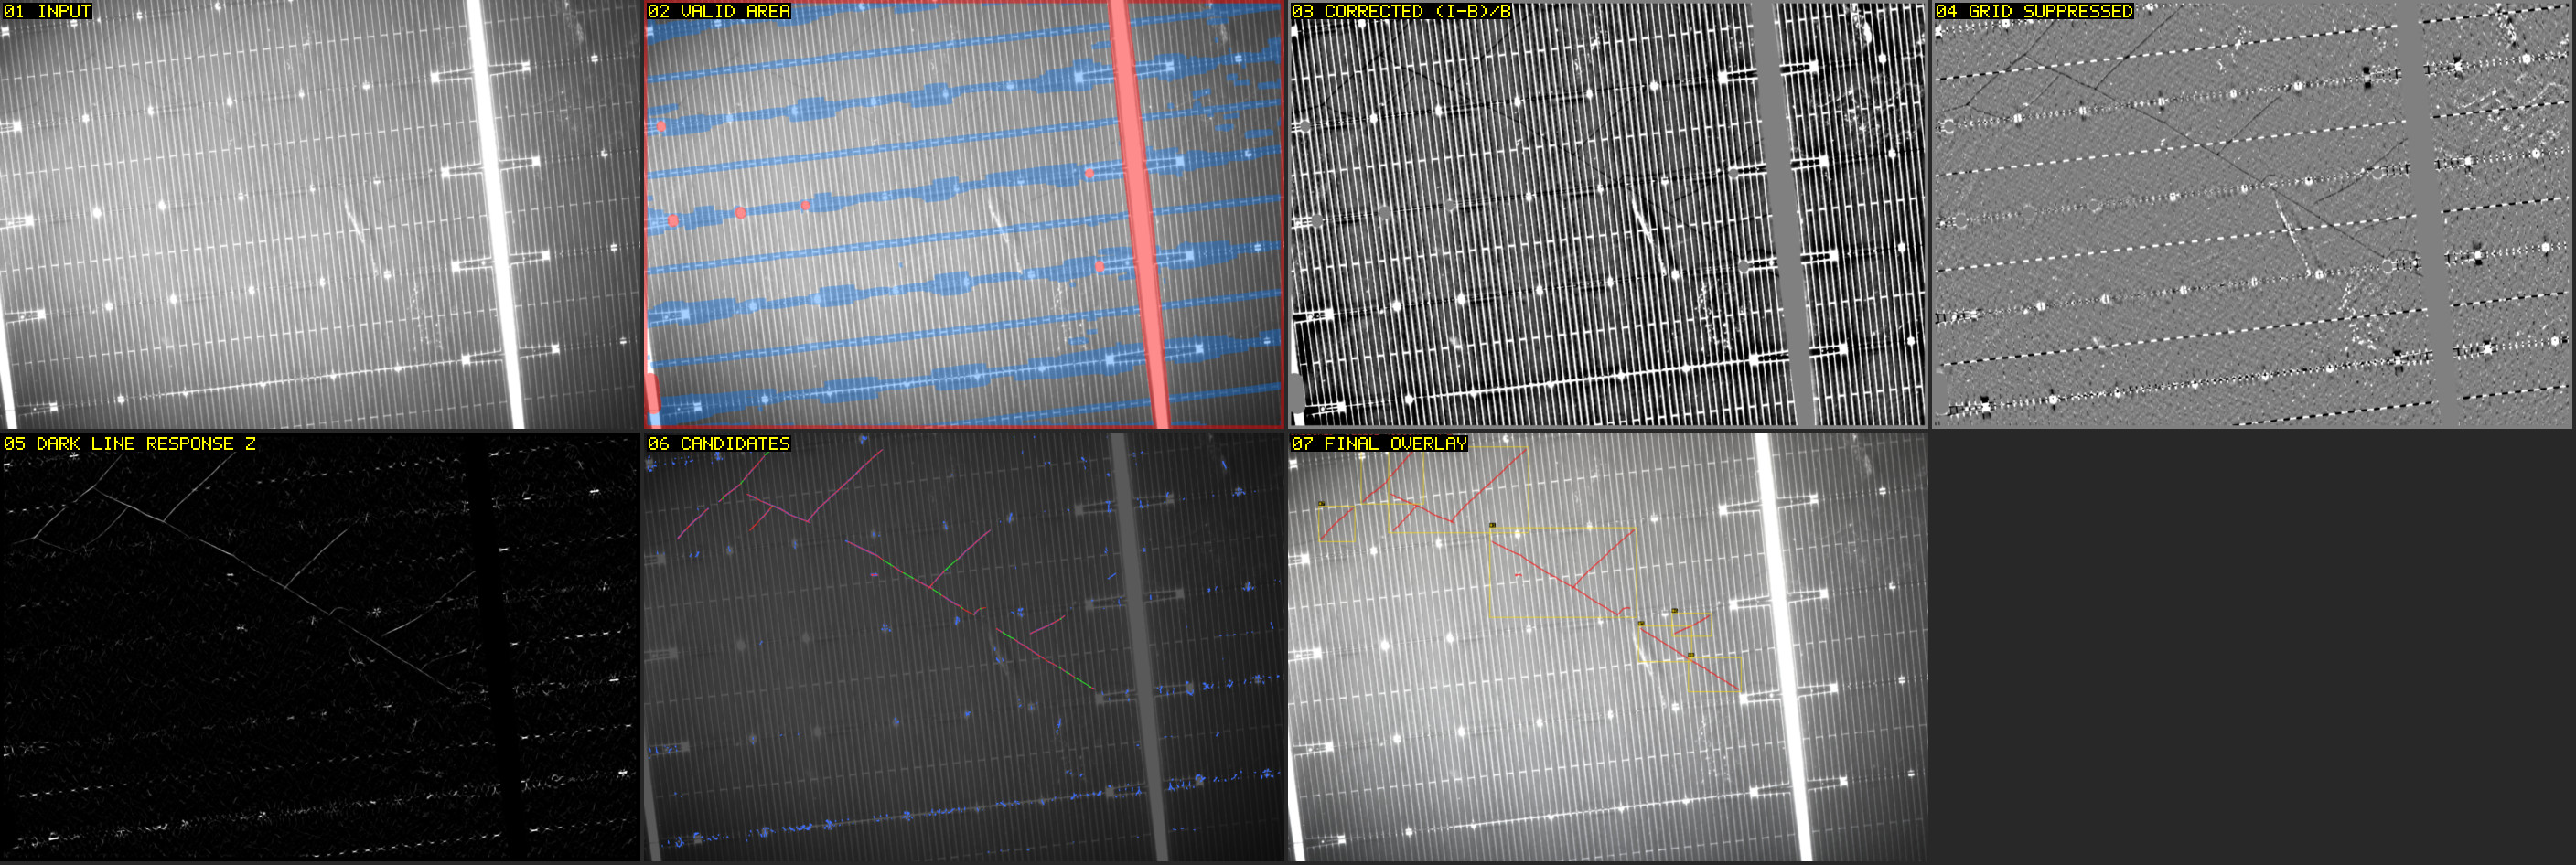 01 INPUT
02 VALID AREA
03 CORRECTED (I-B)/B
04 GRID SUPPRESSED
05 DARK LINE RESPONSE Z
06 CANDIDATES
07 FINAL OVERLAY